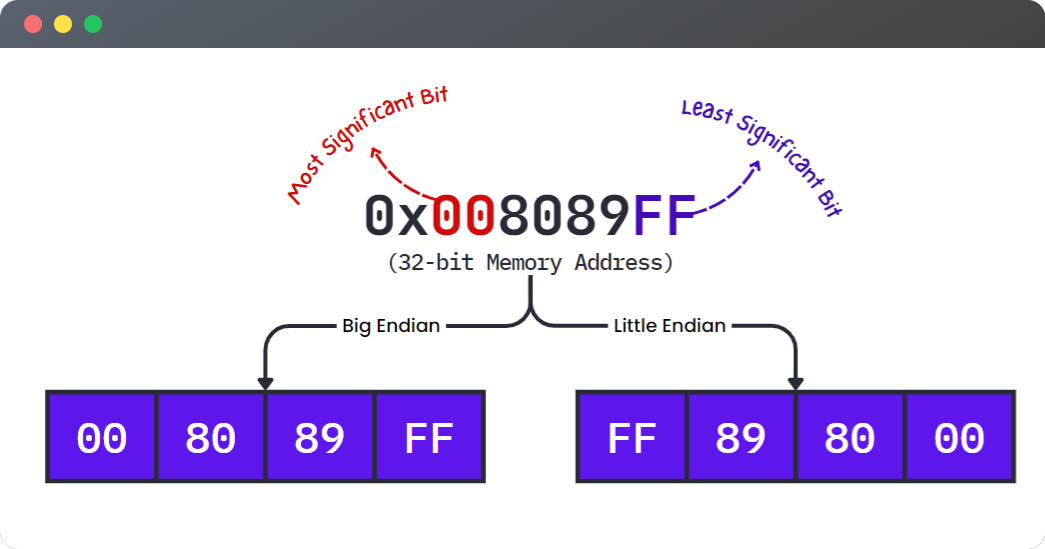 Most Significant Bit
Least Significant Bit
0x008089FF
(32-bit Memory Address)
Big Endian
Little Endian
00 80 89 FF
FF 89 80 00